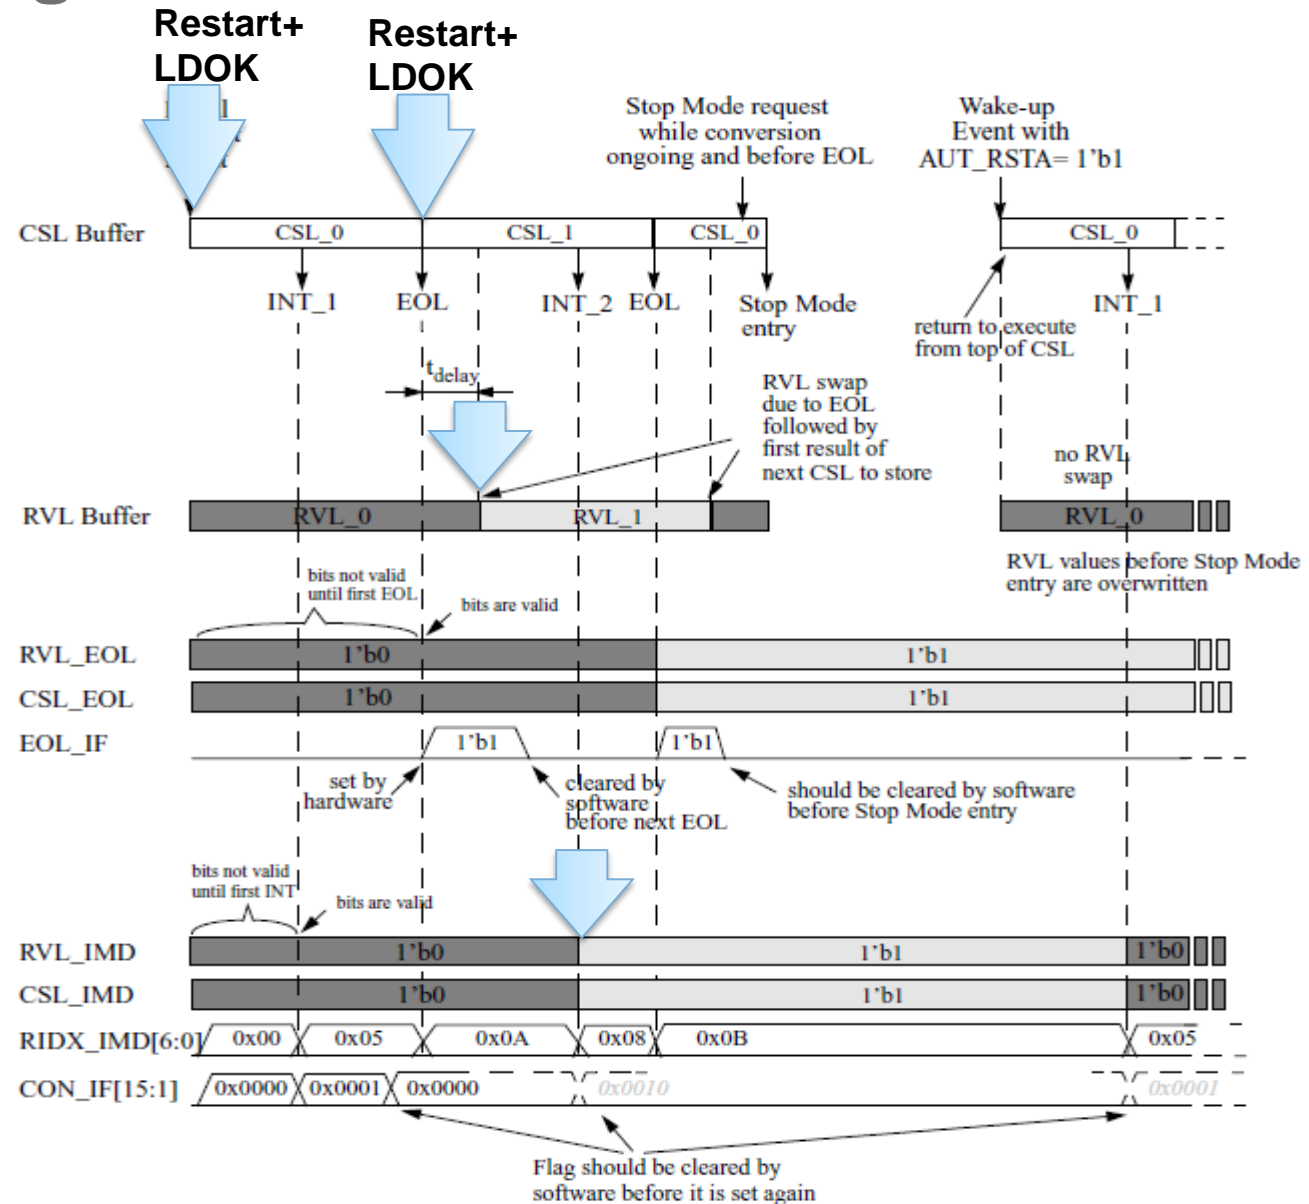 Restart+
LDOK
Restart+
LDOK
Stop Mode request
while conversion
ongoing and before EOL
Wake-up
Event with
AUT_RSTA= 1'b1
CSL Buffer
CSL_0
CSL_1
CSL_0
CSL_0
INT_1
EOL
INT_2
EOL
Stop Mode
entry
INT_1
return to execute
from top of CSL
tdelay
RVL swap
due to EOL
followed by
first result of
next CSL to store
no RVL
swap
RVL Buffer
RVL_0
RVL_1
RVL_0
RVL values before Stop Mode
entry are overwritten
bits not valid
until first EOL
bits are valid
RVL_EOL
1'b0
1'b1
CSL_EOL
1'b0
1'b1
EOL_IF
1'b1
1'b1
set by
hardware
cleared by
software
before next EOL
should be cleared by software
before Stop Mode entry
bits not valid
until first INT
bits are valid
RVL_IMD
1'b0
1'b1
1'b0
CSL_IMD
1'b0
1'b1
1'b0
RIDX_IMD[6:0]
0x00
0x05
0x0A
0x08
0x0B
0x05
CON_IF[15:1]
0x0000
0x0001
0x0000
0x0010
0x0001
Flag should be cleared by
software before it is set again